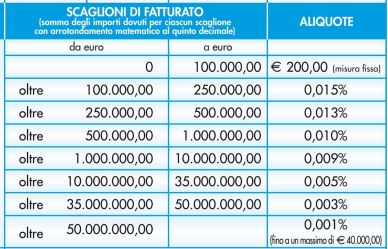 SCAGLIONI DI FATTURATO
(somma degli importi dovuti per ciascun scaglione
con arrotondamento matematico al quinto decimale)
ALIQUOTE
da euro a euro
0 100.000,00 € 200,00 (misura fissa)
oltre 100.000,00 250.000,00 0,015%
oltre 250.000,00 500.000,00 0,013%
oltre 500.000,00 1.000.000,00 0,010%
oltre 1.000.000,00 10.000.000,00 0,009%
oltre 10.000.000,00 35.000.000,00 0,005%
oltre 35.000.000,00 50.000.000,00 0,003%
oltre 50.000.000,00 0,001%
(fino a un massimo di € 40.000,00)